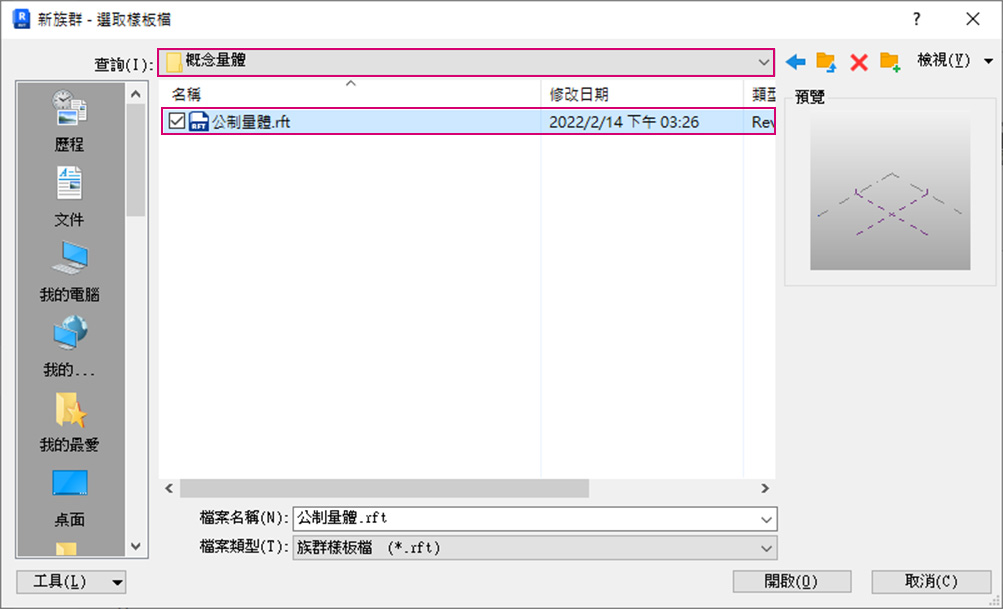 新族群 - 選取樣板檔
?
查詢(I):
概念量體
檢視(V)
名稱
修改日期
類型
預覽
公制量體.rft
2022/2/14 下午 03:26
Rev
歷程
文件
我的電腦
我的...
我的最愛
桌面
檔案名稱(N):
公制量體.rft
檔案類型(T):
族群樣板檔 (*.rft)
工具(L)
開啟(O)
取消(C)